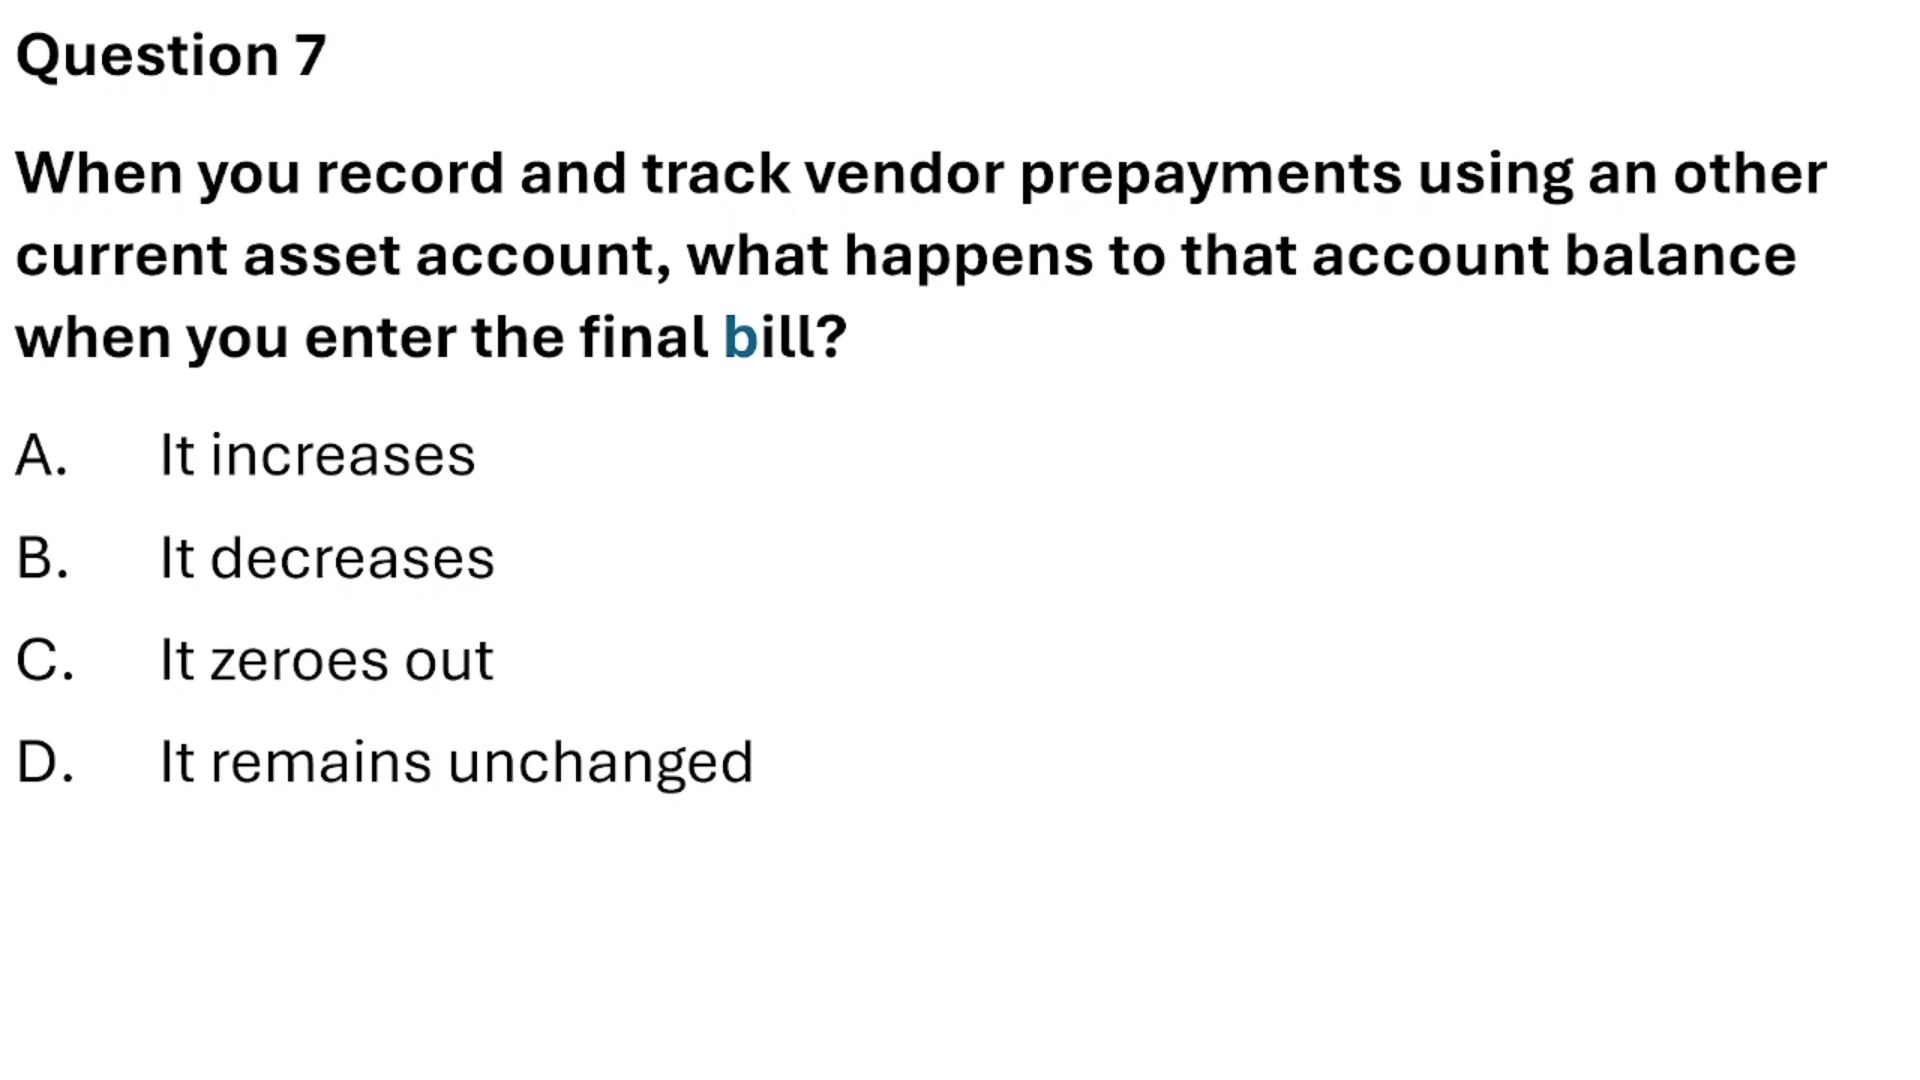 Question 7
When you record and track vendor prepayments using an other
current asset account, what happens to that account balance
when you enter the final bill?
A. It increases
B. It decreases
C. It zeroes out
D. It remains unchanged